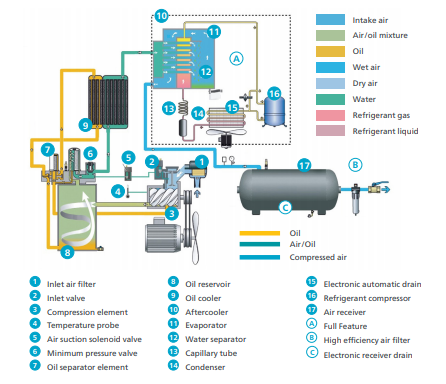 10
11
A
12
13
14
15
16
9
7
6
5
2
1
4
3
8
17
B
C
Intake air
Air/oil mixture
Oil
Wet air
Dry air
Water
Refrigerant gas
Refrigerant liquid
Oil
Air/Oil
Compressed air
1 Inlet air filter
2 Inlet valve
3 Compression element
4 Temperature probe
5 Air suction solenoid valve
6 Minimum pressure valve
7 Oil separator element
8 Oil reservoir
9 Oil cooler
10 Aftercooler
11 Evaporator
12 Water separator
13 Capillary tube
14 Condenser
15 Electronic automatic drain
16 Refrigerant compressor
17 Air receiver
A Full Feature
B High efficiency air filter
C Electronic receiver drain